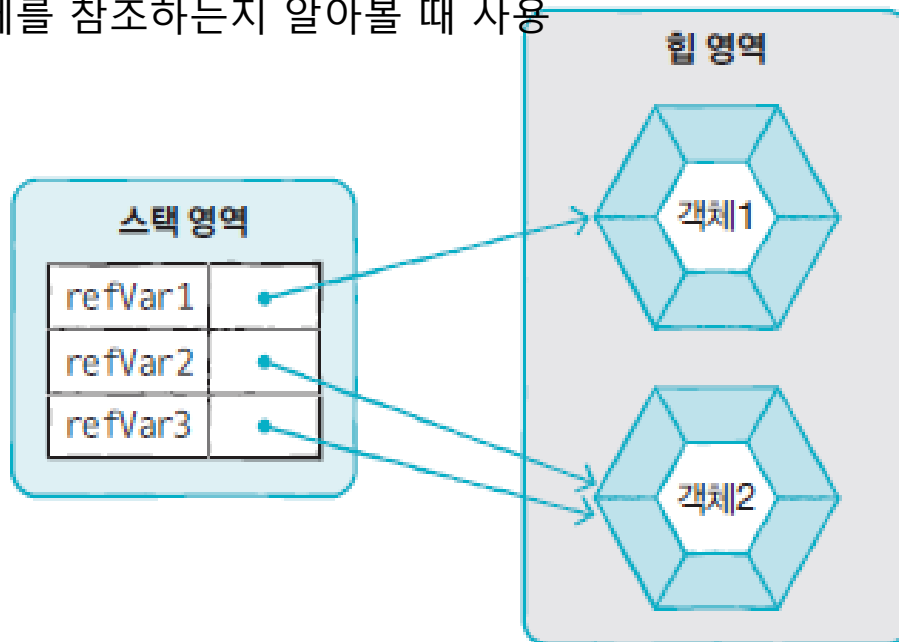 체를 참조하는지 알아볼 때 사용
힙 영역
객체1
스택 영역
refVar1
refVar2
refVar3
객체2